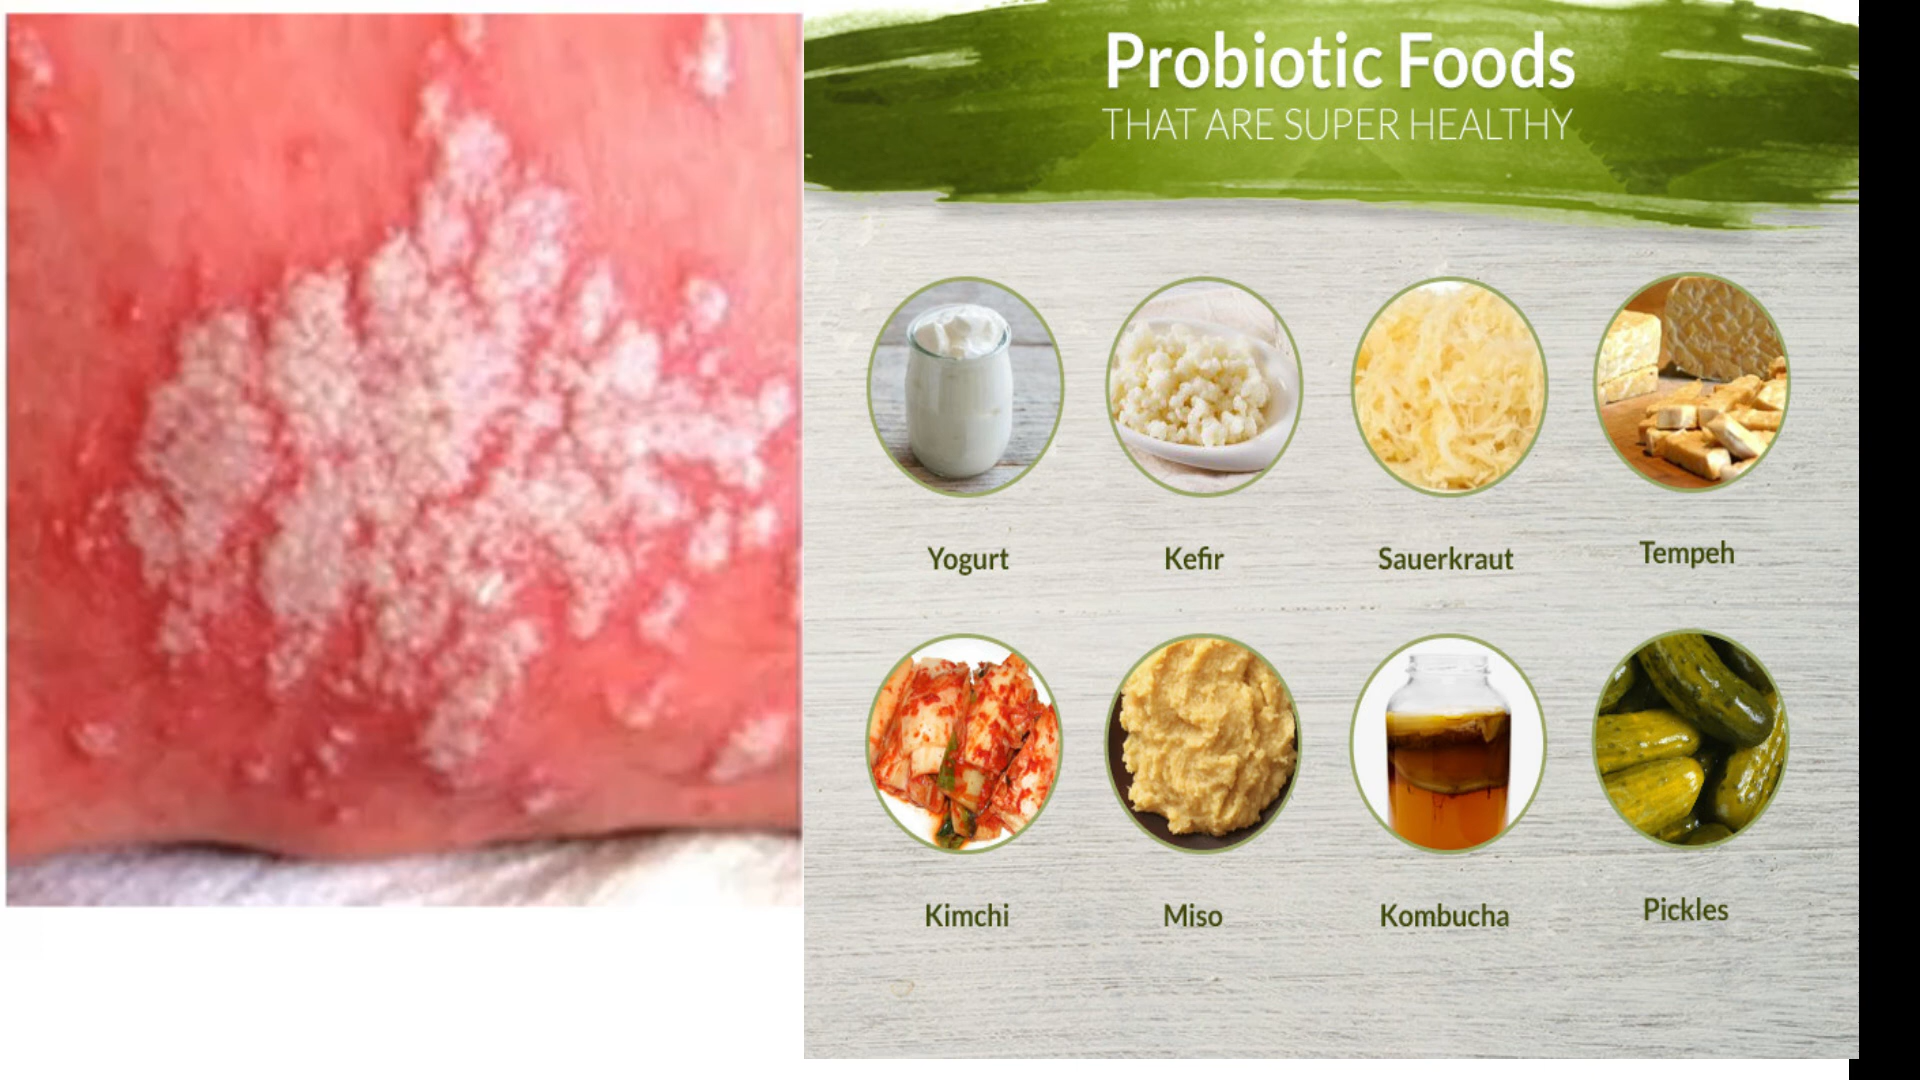 Probiotic Foods
THAT ARE SUPER HEALTHY
Yogurt
Kefir
Sauerkraut
Tempeh
Kimchi
Miso
Kombucha
Pickles